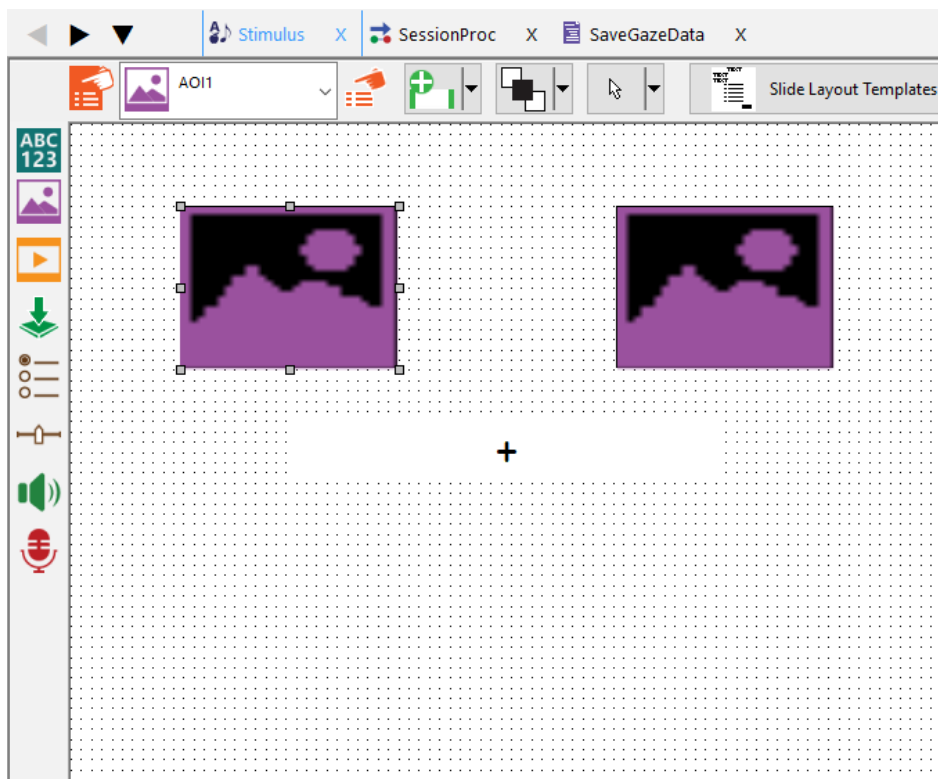 Stimulus X SessionProc X SaveGazeData X
AOI1 Slide Layout Templates
ABC
123
+